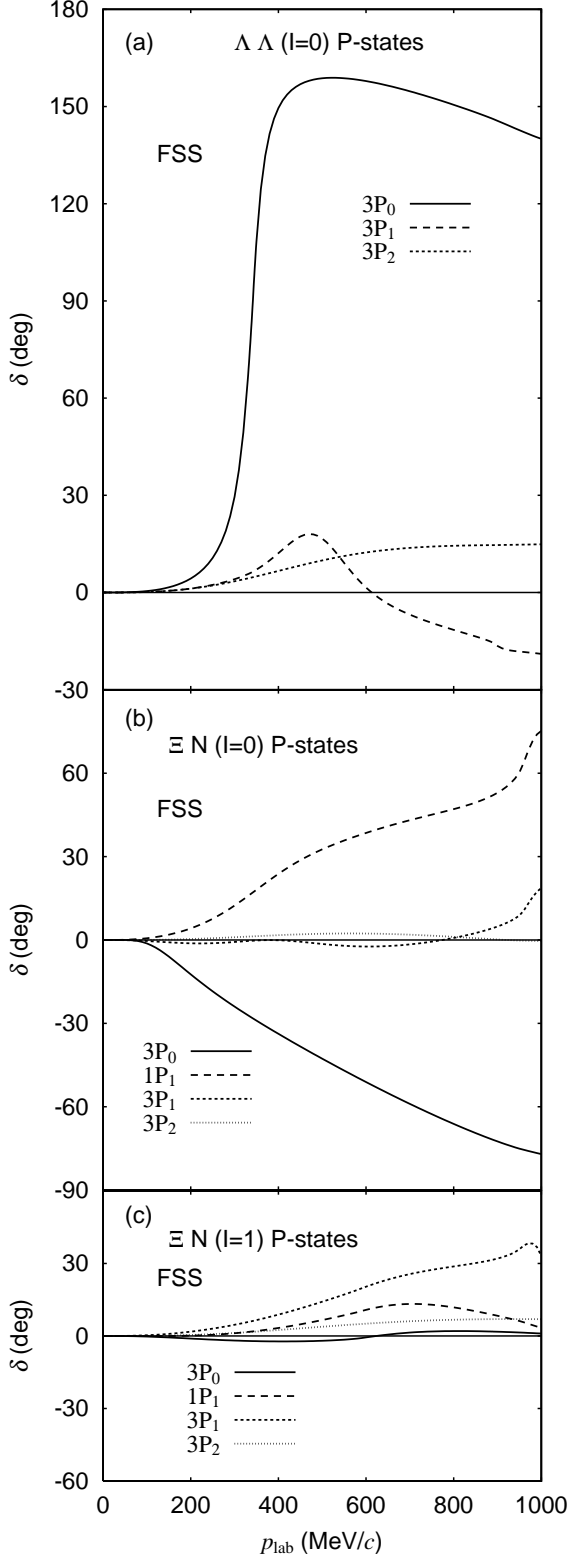 180
(a)
Λ Λ (I=0) P-states
150
FSS
120
3P₀
3P₁
3P₂
90
δ (deg)
60
30
0
-30
(b)
Ξ N (I=0) P-states
60
FSS
30
δ (deg)
0
-30
3P₀
1P₁
3P₁
3P₂
-60
-90
(c)
Ξ N (I=1) P-states
30
FSS
δ (deg)
0
3P₀
1P₁
3P₁
3P₂
-30
-60
0 200 400 600 800 1000
p_lab (MeV/c)